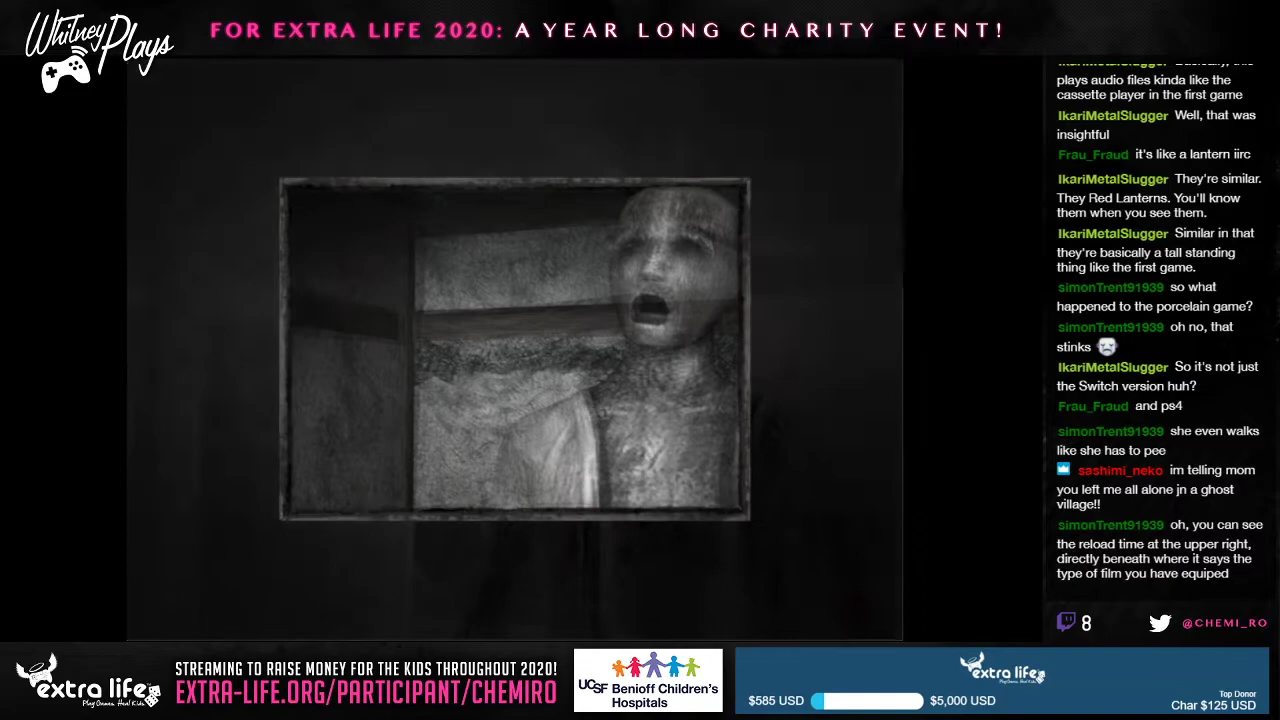 Whitney Plays
FOR EXTRA LIFE 2020: A YEAR LONG CHARITY EVENT!
plays audio files kinda like the
cassette player in the first game
IkariMetalSlugger Well, that was
insightful
Frau_Fraud it's like a lantern iirc
IkariMetalSlugger They're similar.
They Red Lanterns. You'll know
them when you see them.
IkariMetalSlugger Similar in that
they're basically a tall standing
thing like the first game.
simonTrent91939 so what
happened to the porcelain game?
simonTrent91939 oh no, that
stinks
IkariMetalSlugger So it's not just
the Switch version huh?
Frau_Fraud and ps4
simonTrent91939 she even walks
like she has to pee
sashimi_neko im telling mom
you left me all alone jn a ghost
village!!
simonTrent91939 oh, you can see
the reload time at the upper right,
directly beneath where it says the
type of film you have equiped
8 @CHEMI_RO
extra life
Play Games. Heal Kids.
STREAMING TO RAISE MONEY FOR THE KIDS THROUGHOUT 2020!
EXTRA-LIFE.ORG/PARTICIPANT/CHEMIRO
UCSF Benioff Children's
Hospitals
extra life
Play Games. Heal Kids.
$585 USD $5,000 USD
Top Donor
Char $125 USD